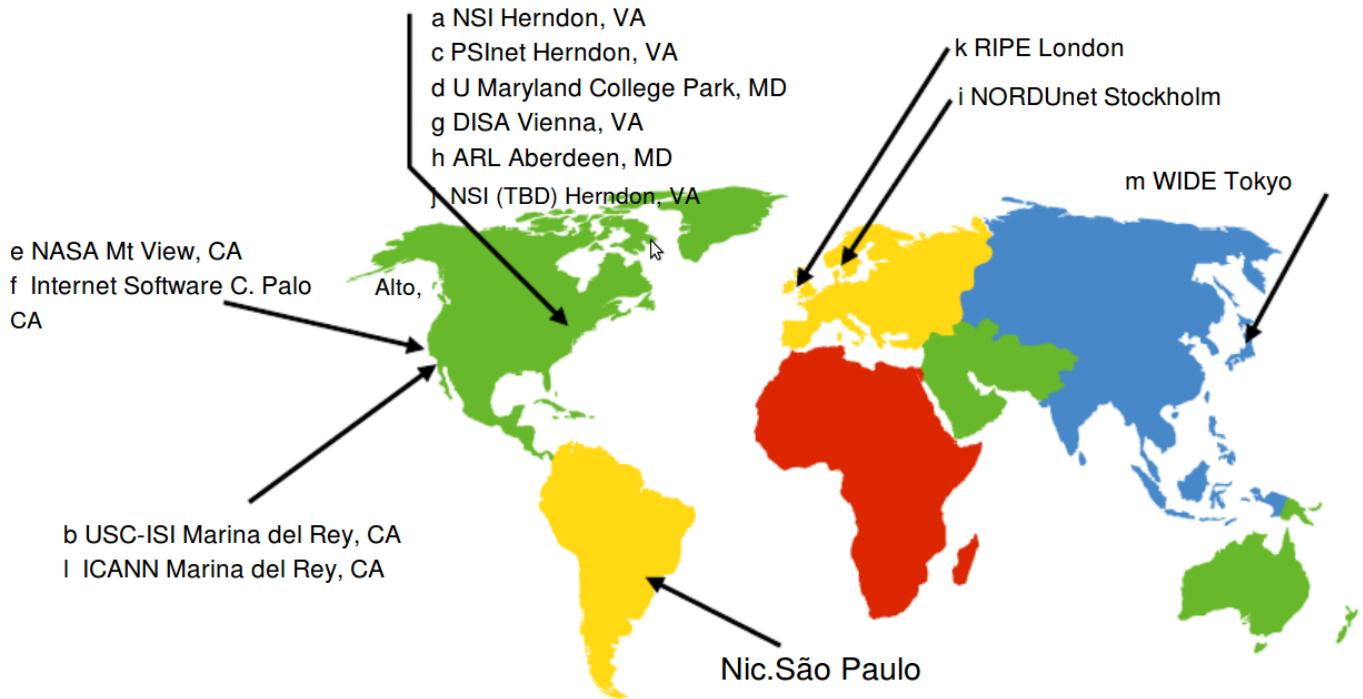 a NSI Herndon, VA
c PSInet Herndon, VA
d U Maryland College Park, MD
g DISA Vienna, VA
h ARL Aberdeen, MD
j NSI (TBD) Herndon, VA
k RIPE London
i NORDUnet Stockholm
m WIDE Tokyo
e NASA Mt View, CA
f Internet Software C. Palo Alto,
CA
b USC-ISI Marina del Rey, CA
l ICANN Marina del Rey, CA
Nic.São Paulo